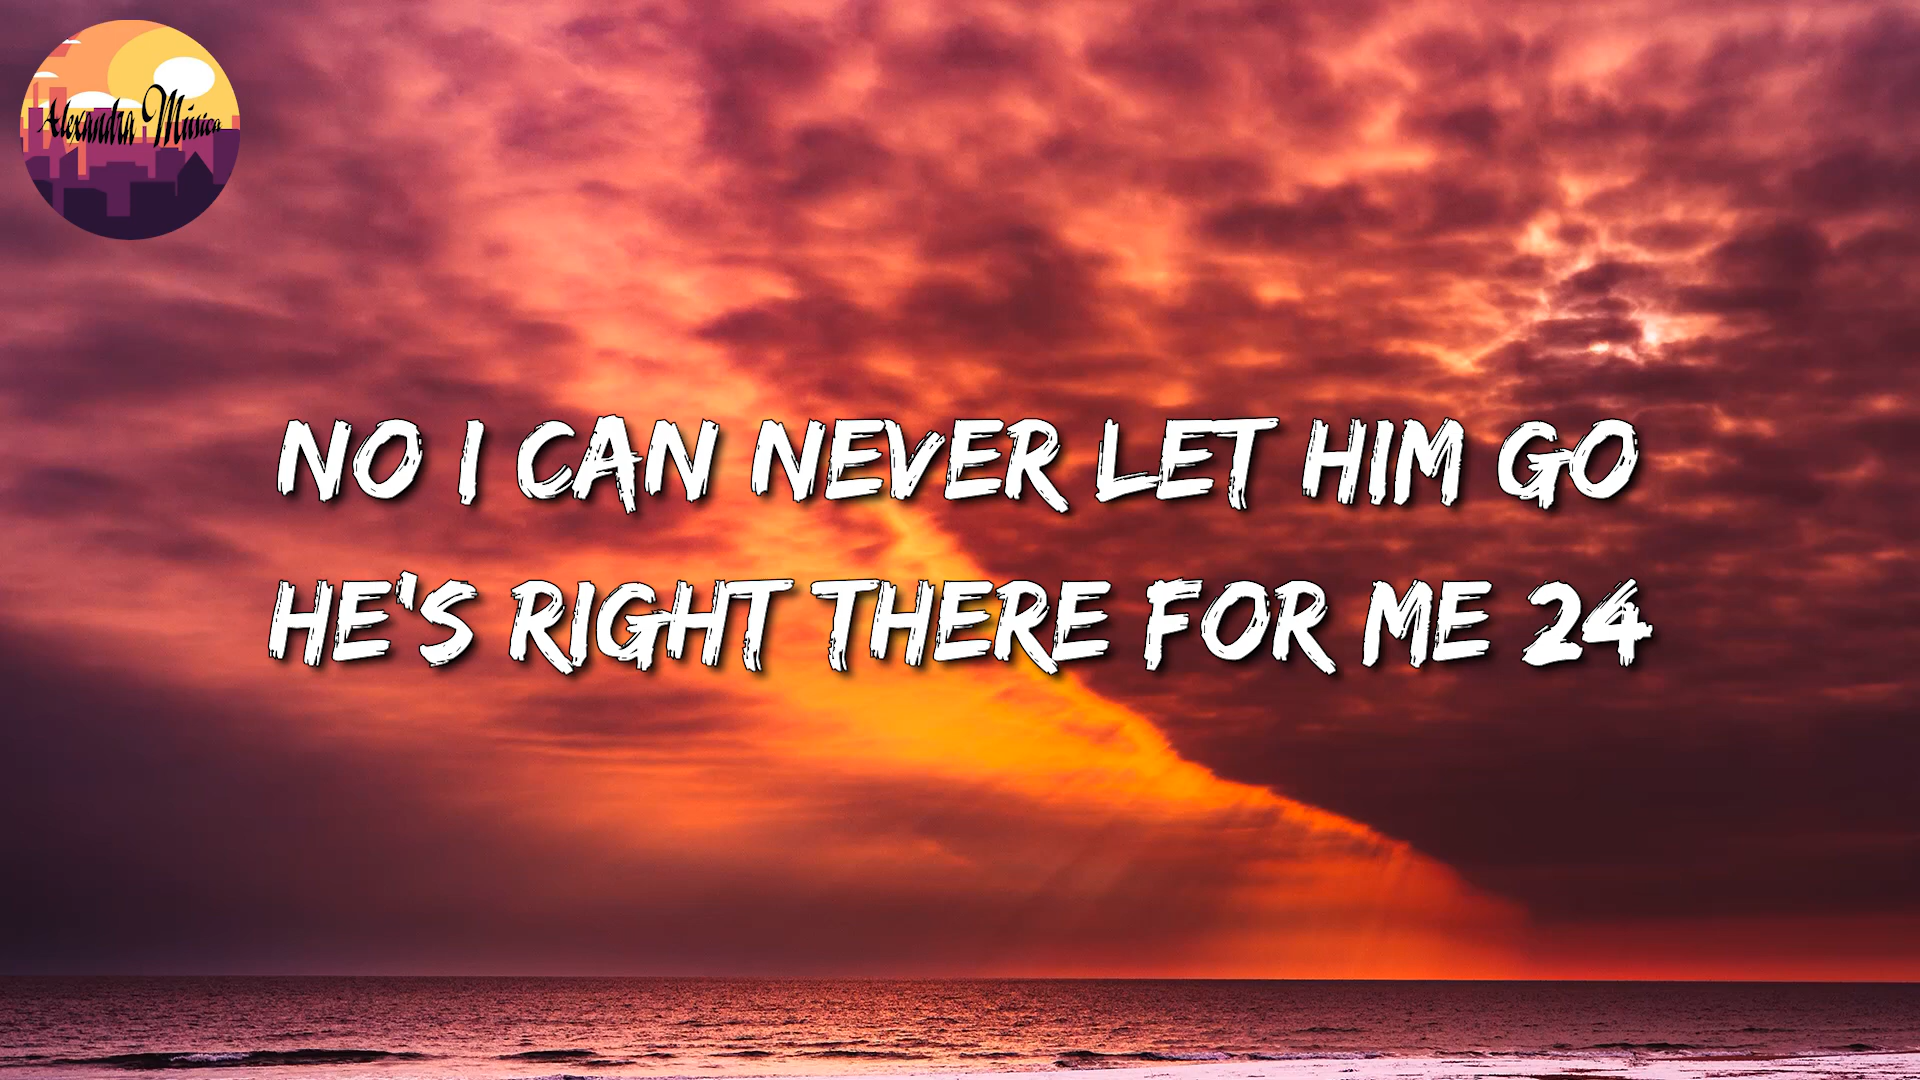 Alexandra Música
NO I CAN NEVER LET HIM GO
HE'S RIGHT THERE FOR ME 24